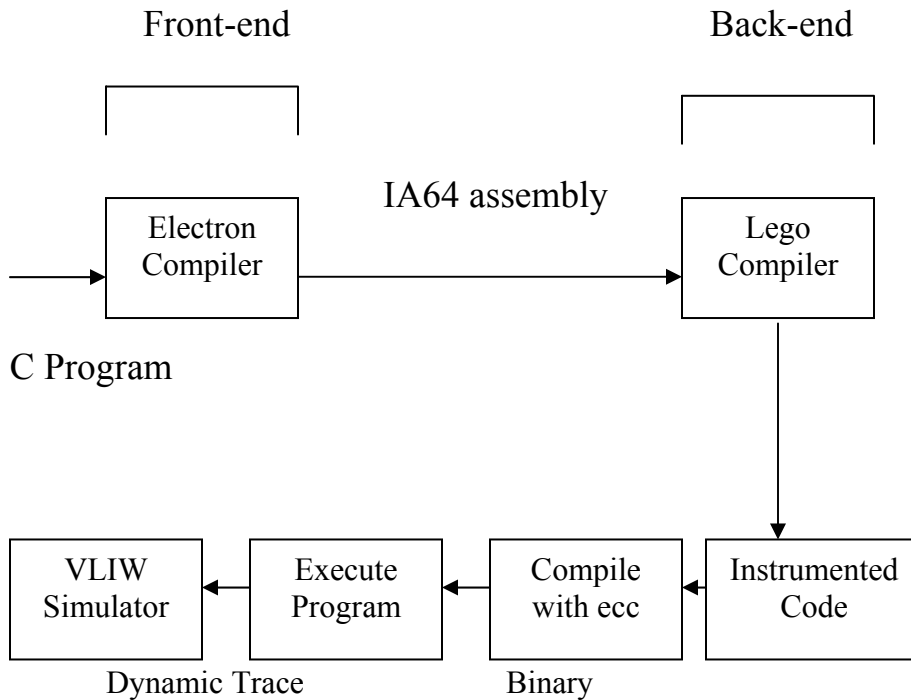 Front-end
Back-end
IA64 assembly
Electron
Compiler
Lego
Compiler
C Program
VLIW
Simulator
Execute
Program
Compile
with ecc
Instrumented
Code
Dynamic Trace
Binary